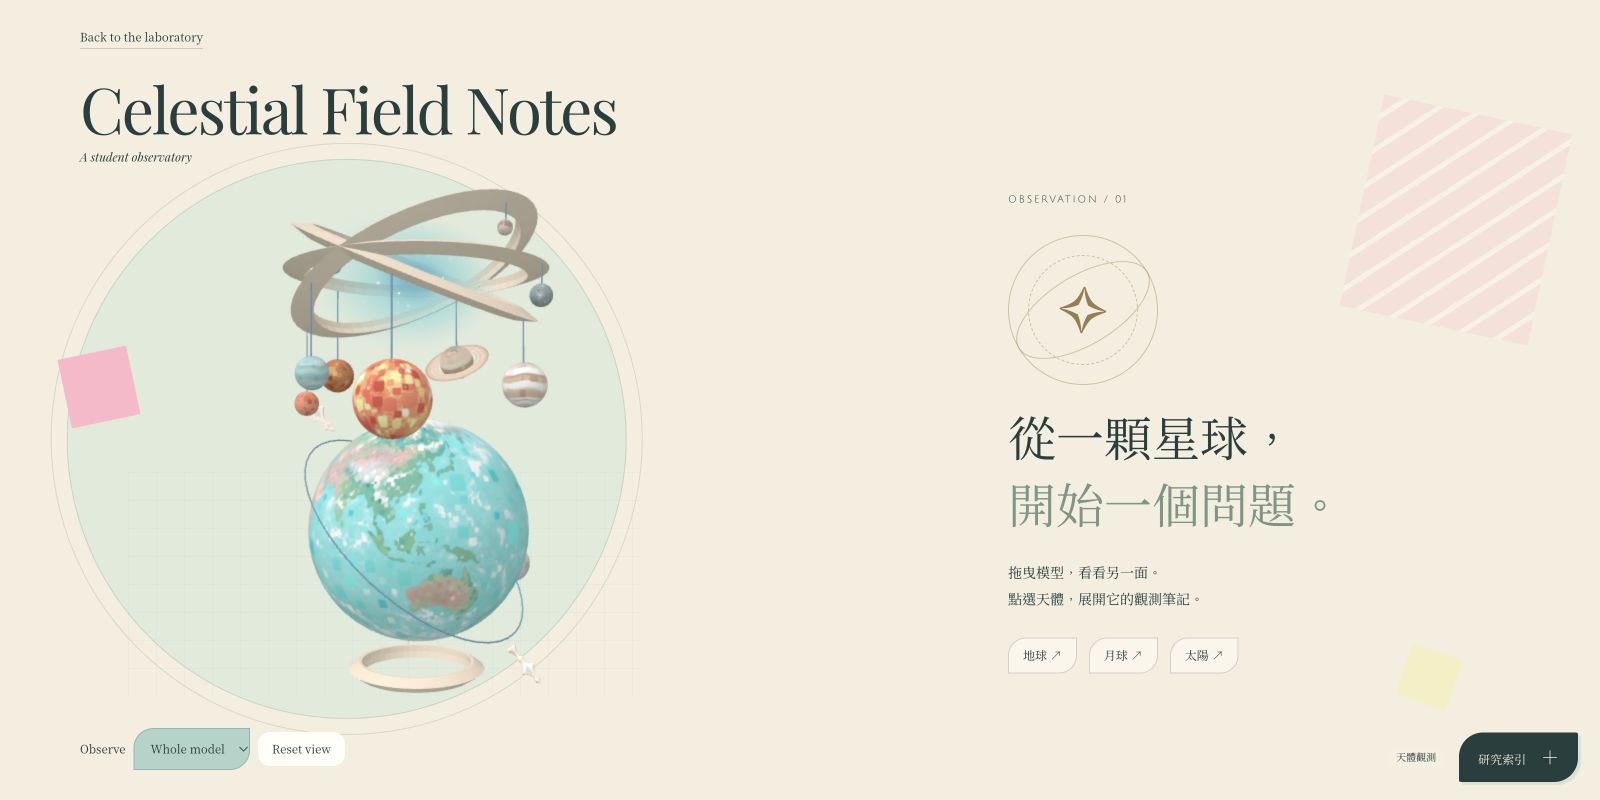 Back to the laboratory
Celestial Field Notes
A student observatory
OBSERVATION / 01
從一顆星球，
開始一個問題。
拖曳模型，看看另一面。
點選天體，展開它的觀測筆記。
地球 ↗
月球 ↗
太陽 ↗
Observe
Whole model
Reset view
天體觀測
研究索引 +